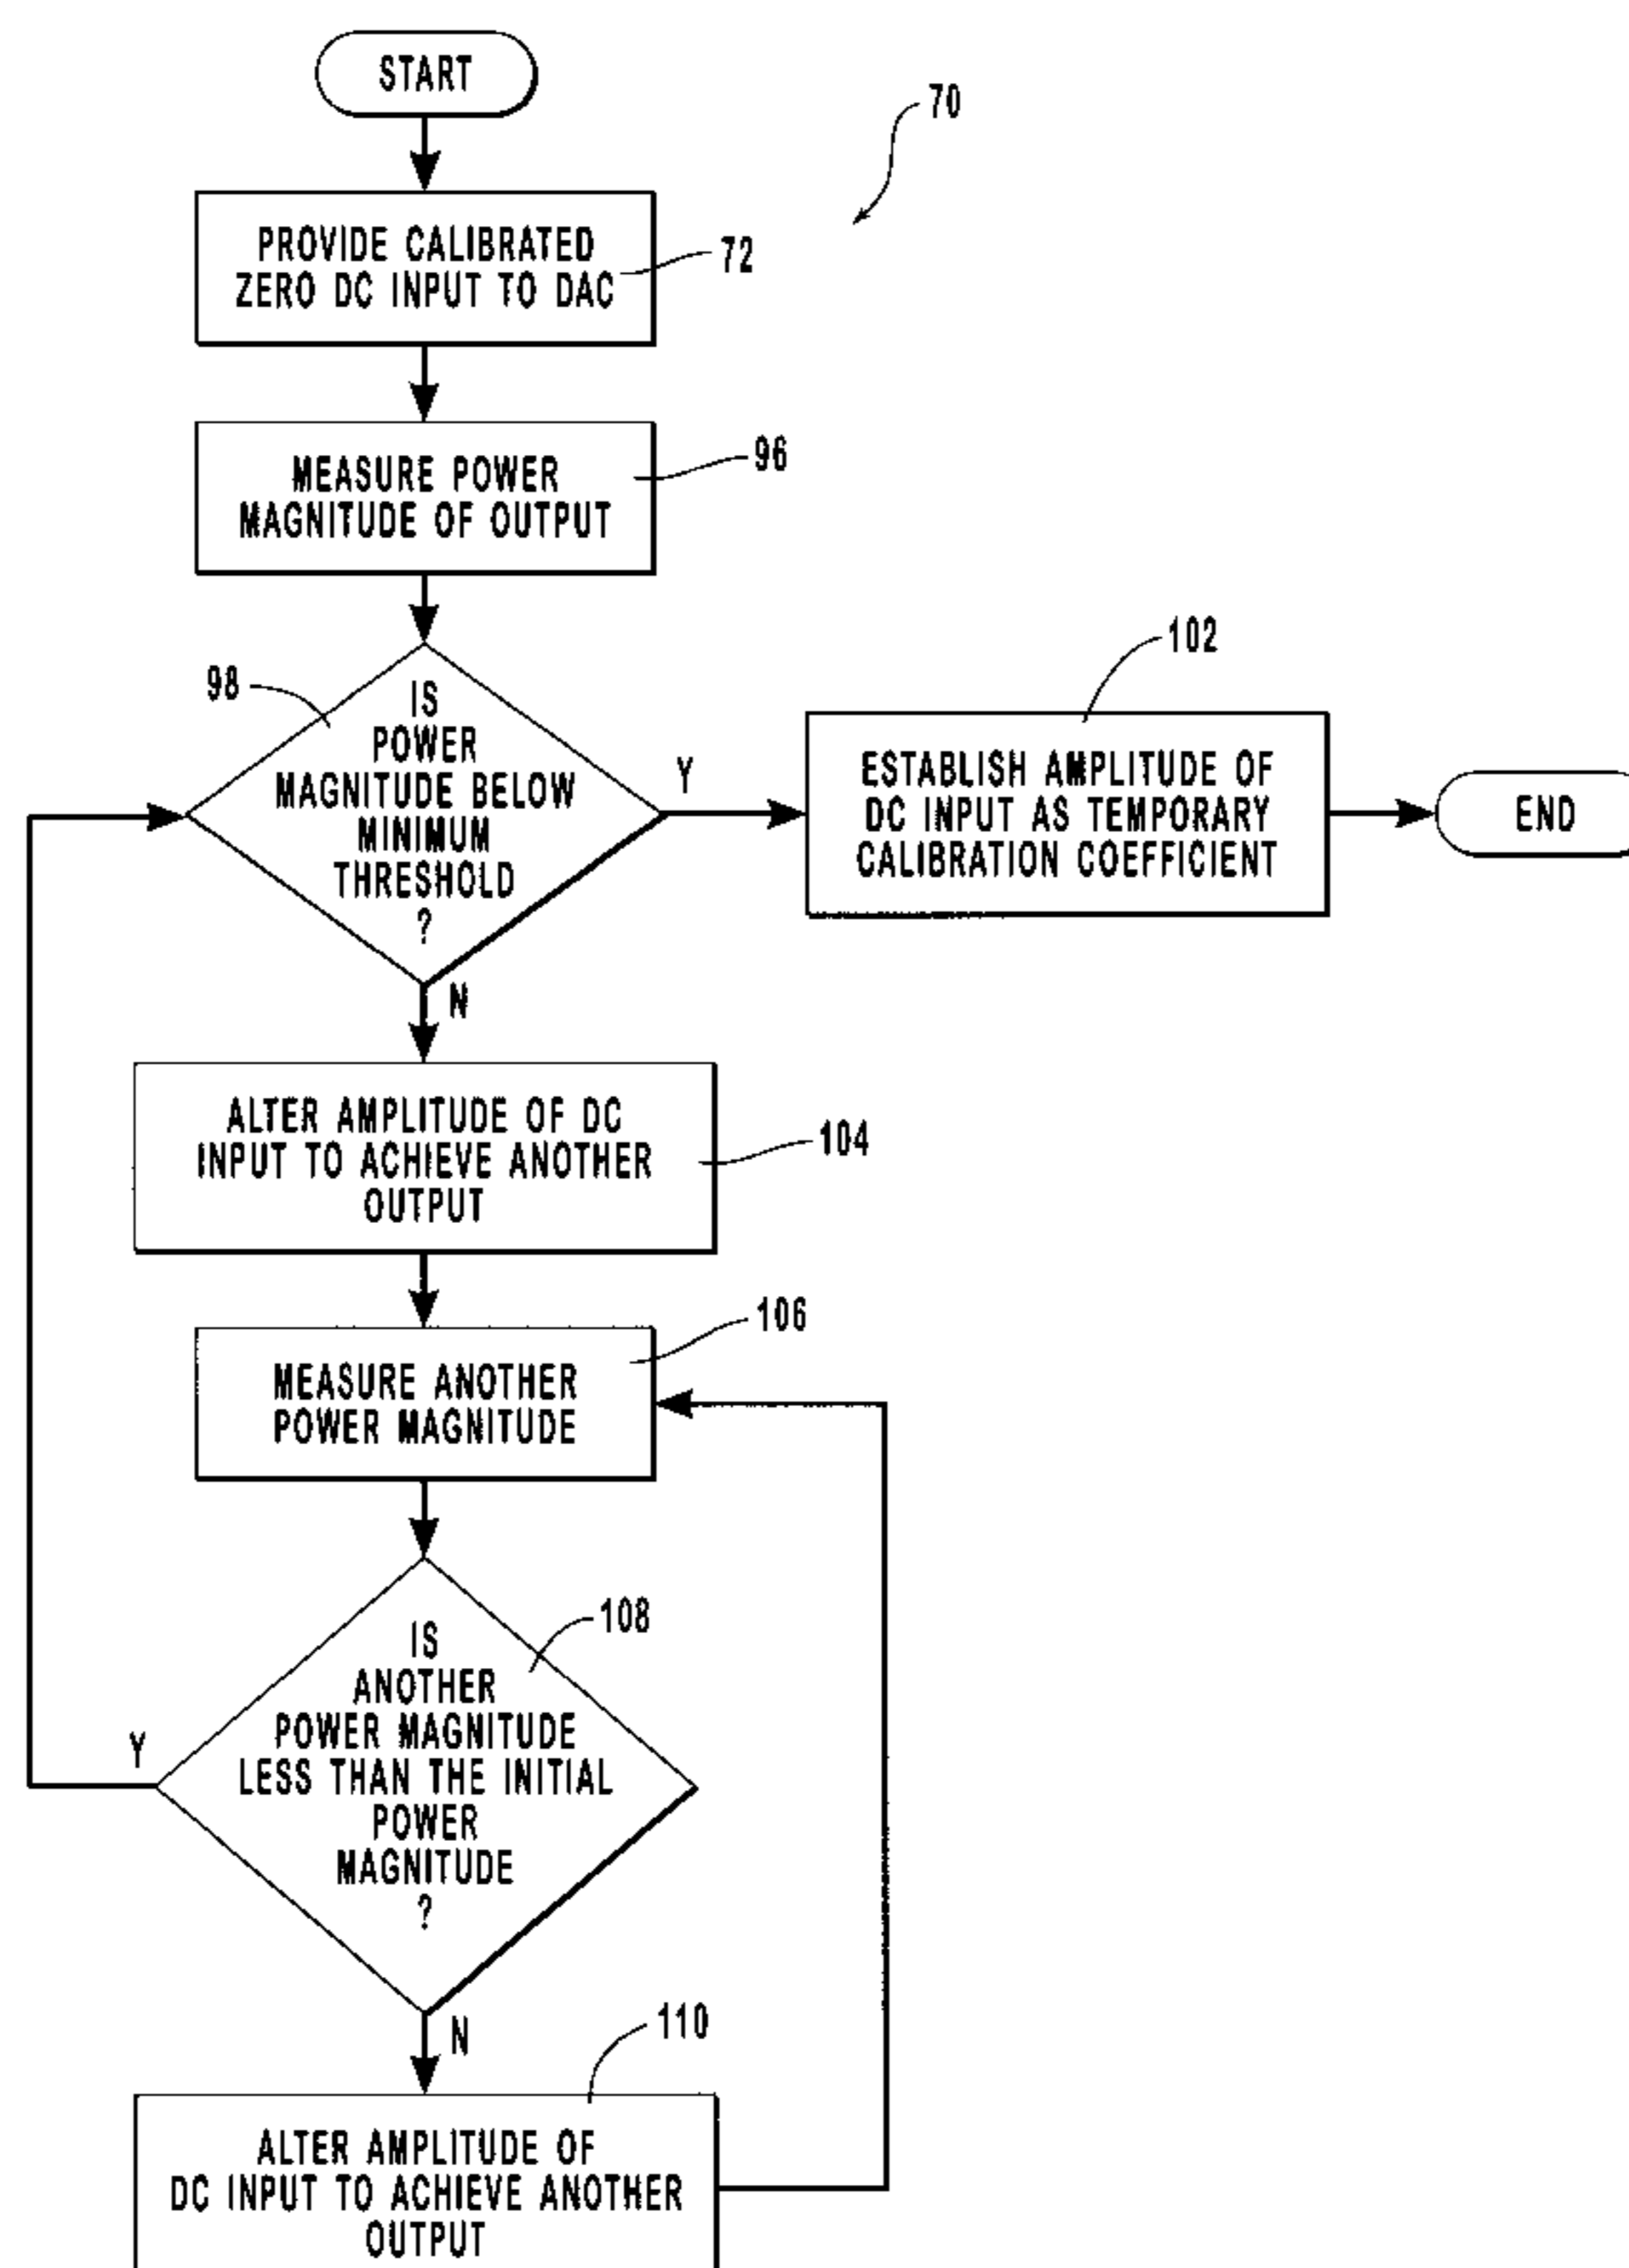 START
70
PROVIDE CALIBRATED
ZERO DC INPUT TO DAC
72
MEASURE POWER
MAGNITUDE OF OUTPUT
96
98
IS
POWER
MAGNITUDE BELOW
MINIMUM
THRESHOLD
?
Y
N
102
ESTABLISH AMPLITUDE OF
DC INPUT AS TEMPORARY
CALIBRATION COEFFICIENT
END
ALTER AMPLITUDE OF DC
INPUT TO ACHIEVE ANOTHER
OUTPUT
104
MEASURE ANOTHER
POWER MAGNITUDE
106
IS
ANOTHER
POWER MAGNITUDE
LESS THAN THE INITIAL
POWER
MAGNITUDE
?
108
Y
N
110
ALTER AMPLITUDE OF
DC INPUT TO ACHIEVE ANOTHER
OUTPUT